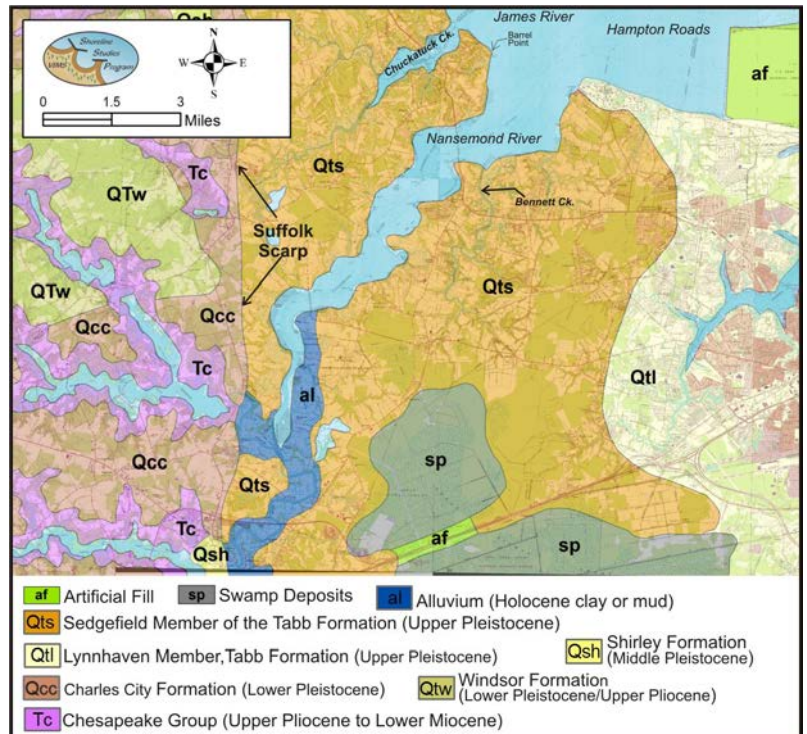 Shoreline
Studies
Program
VIMS
N
W
E
S
0 1.5 3
Miles
Qsh
James River
Hampton Roads
Barrel
Point
Chuckatuck Ck.
af
Nansemond River
Tc
Qts
QTw
Bennett Ck.
Suffolk
Scarp
Qts
QTw
Qcc
Qcc
Tc
Qtl
al
sp
Qcc
Qts
Tc
af
sp
Qsh
af Artificial Fill
sp Swamp Deposits
al Alluvium (Holocene clay or mud)
Qts Sedgefield Member of the Tabb Formation (Upper Pleistocene)
Qtl Lynnhaven Member,Tabb Formation (Upper Pleistocene)
Qsh Shirley Formation
(Middle Pleistocene)
Qcc Charles City Formation (Lower Pleistocene)
Qtw Windsor Formation
(Lower Pleistocene/Upper Pliocene)
Tc Chesapeake Group (Upper Pliocene to Lower Miocene)